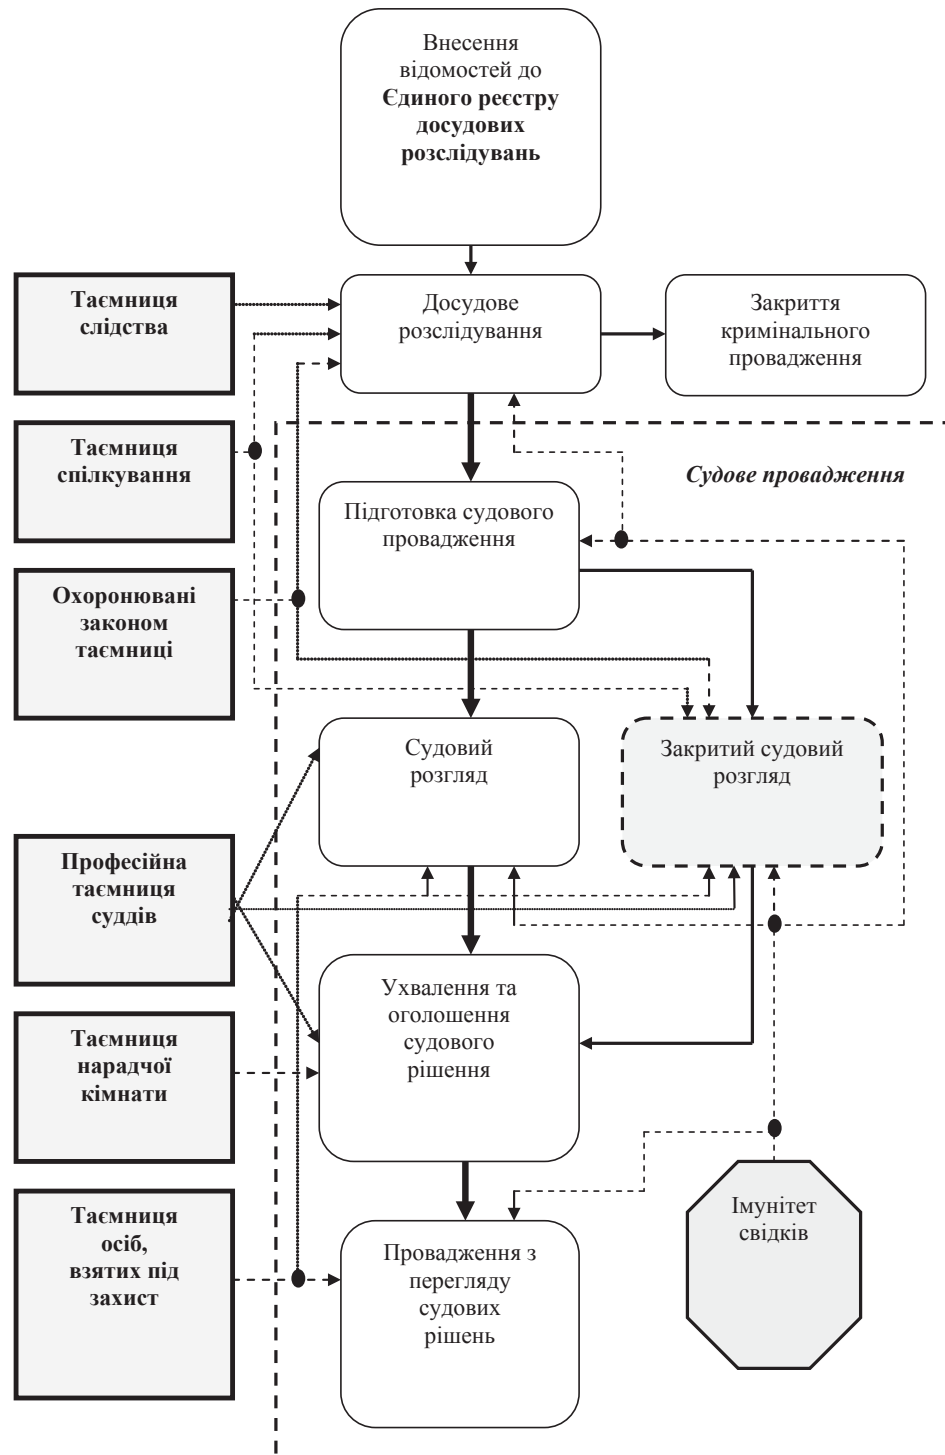 Внесення
відомостей до
Єдиного реєстру
досудових
розслідувань
Таємниця
слідства
Досудове
розслідування
Закриття
кримінального
провадження
Таємниця
спілкування
Судове провадження
Підготовка судового
провадження
Охоронювані
законом
таємниці
Судовий
розгляд
Закритий судовий
розгляд
Професійна
таємниця
суддів
Ухвалення та
оголошення
судового
рішення
Таємниця
нарадчої
кімнати
Таємниця
осіб,
взятих під
захист
Імунітет
свідків
Провадження з
перегляду
судових
рішень